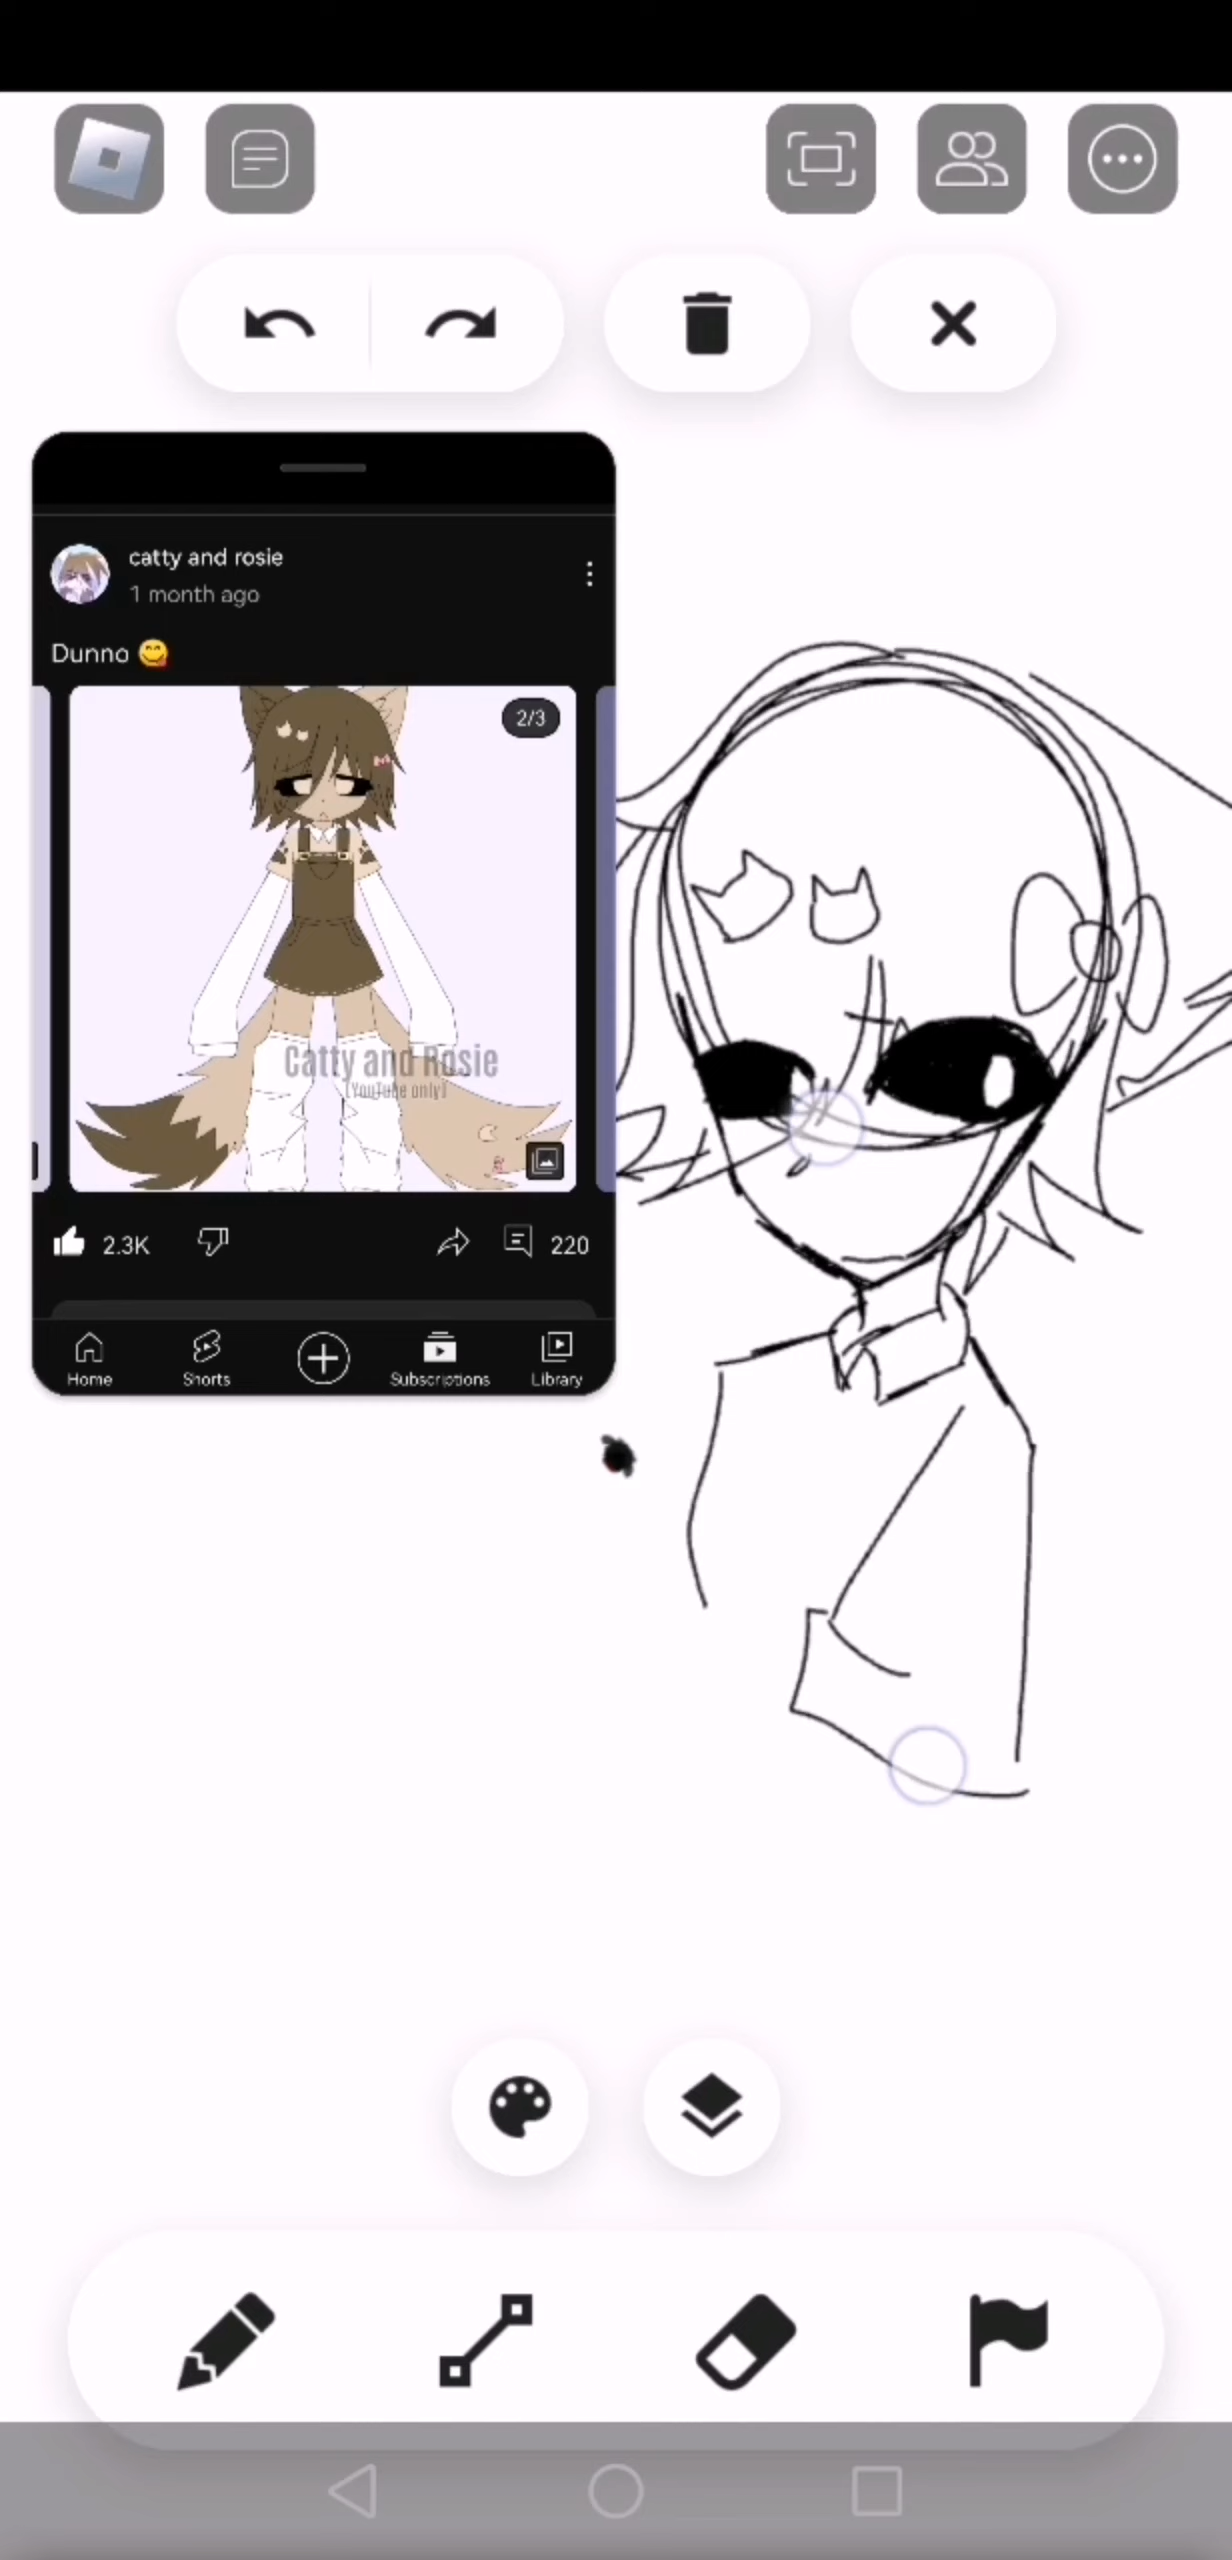 catty and rosie
1 month ago
Dunno 😋
2/3
Catty and Rosie
(YouTube only)
2.3K
220
Home
Shorts
Subscriptions
Library